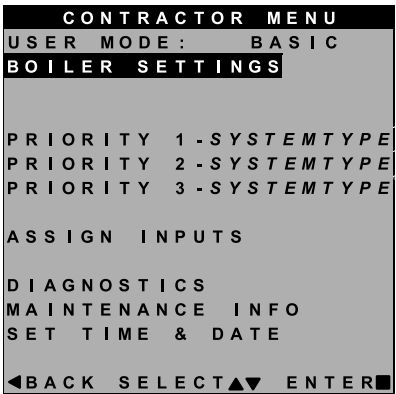 CONTRACTOR MENU
USER MODE: BASIC
BOILER SETTINGS
PRIORITY 1-SYSTEMTYPE
PRIORITY 2-SYSTEMTYPE
PRIORITY 3-SYSTEMTYPE
ASSIGN INPUTS
DIAGNOSTICS
MAINTENANCE INFO
SET TIME & DATE
◀BACK SELECT▲▼ ENTER■